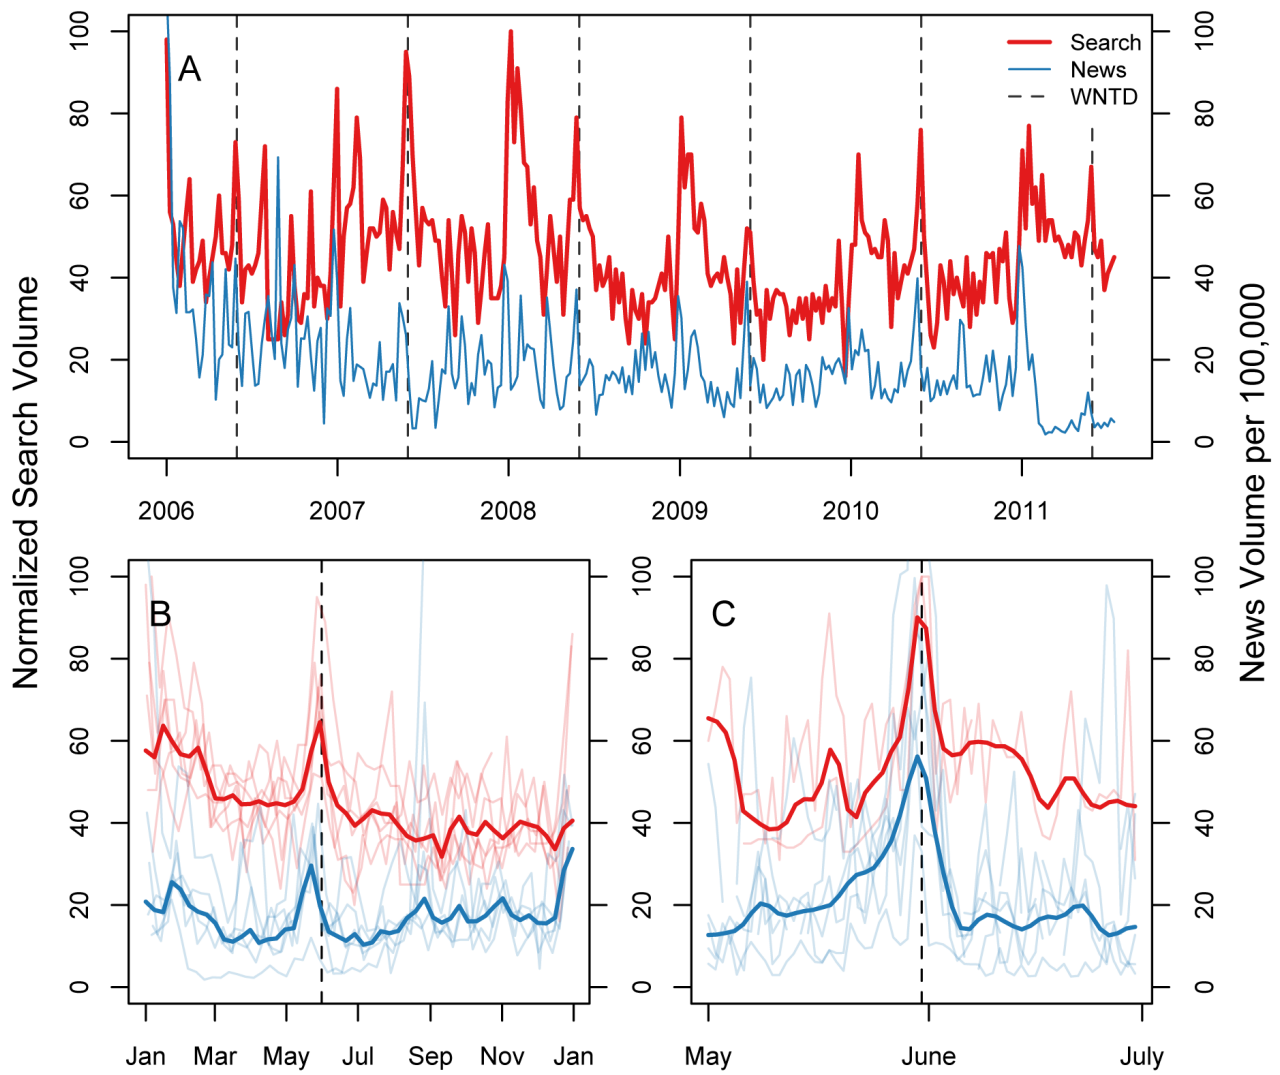 A
Search
News
WNTD
100
80
60
40
20
0
100
80
60
40
20
0
2006 2007 2008 2009 2010 2011
Normalized Search Volume
News Volume per 100,000
B
100
80
60
40
20
0
Jan Mar May Jul Sep Nov Jan
C
100
80
60
40
20
0
100
80
60
40
20
0
May June July